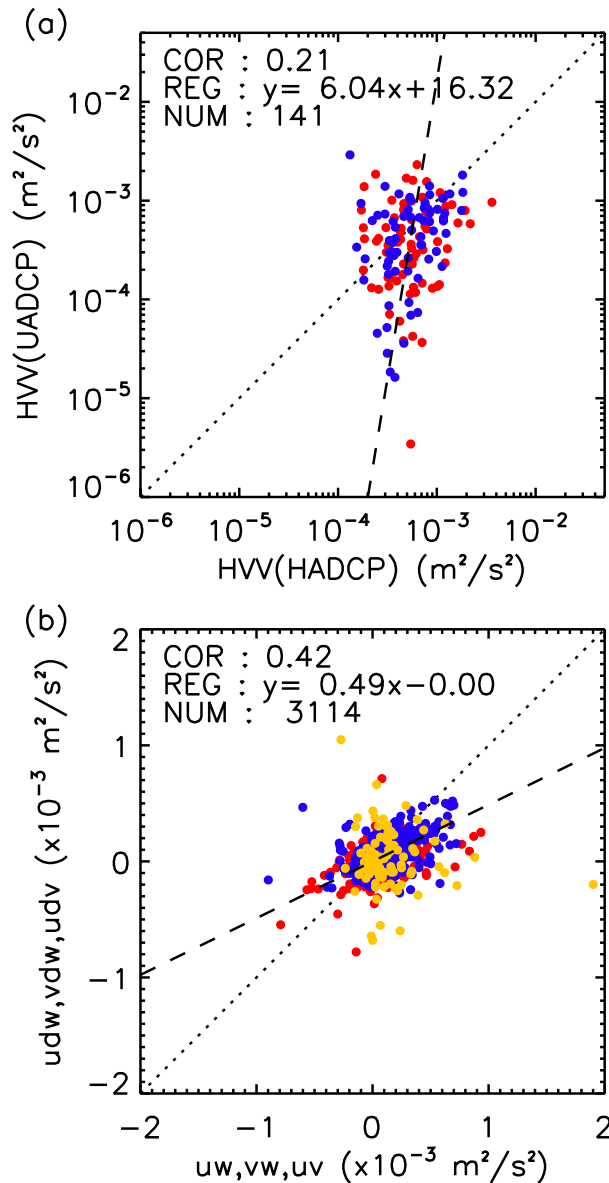 (a)
COR : 0.21
REG : y= 6.04x+16.32
NUM : 141
HVV(UADCP) (m²/s²)
10⁻²
10⁻³
10⁻⁴
10⁻⁵
10⁻⁶
10⁻⁶ 10⁻⁵ 10⁻⁴ 10⁻³ 10⁻²
HVV(HADCP) (m²/s²)
(b)
COR : 0.42
REG : y= 0.49x−0.00
NUM : 3114
udw,vdw,udv (x10⁻³ m²/s²)
2
1
0
−1
−2
−2 −1 0 1 2
uw,vw,uv (x10⁻³ m²/s²)